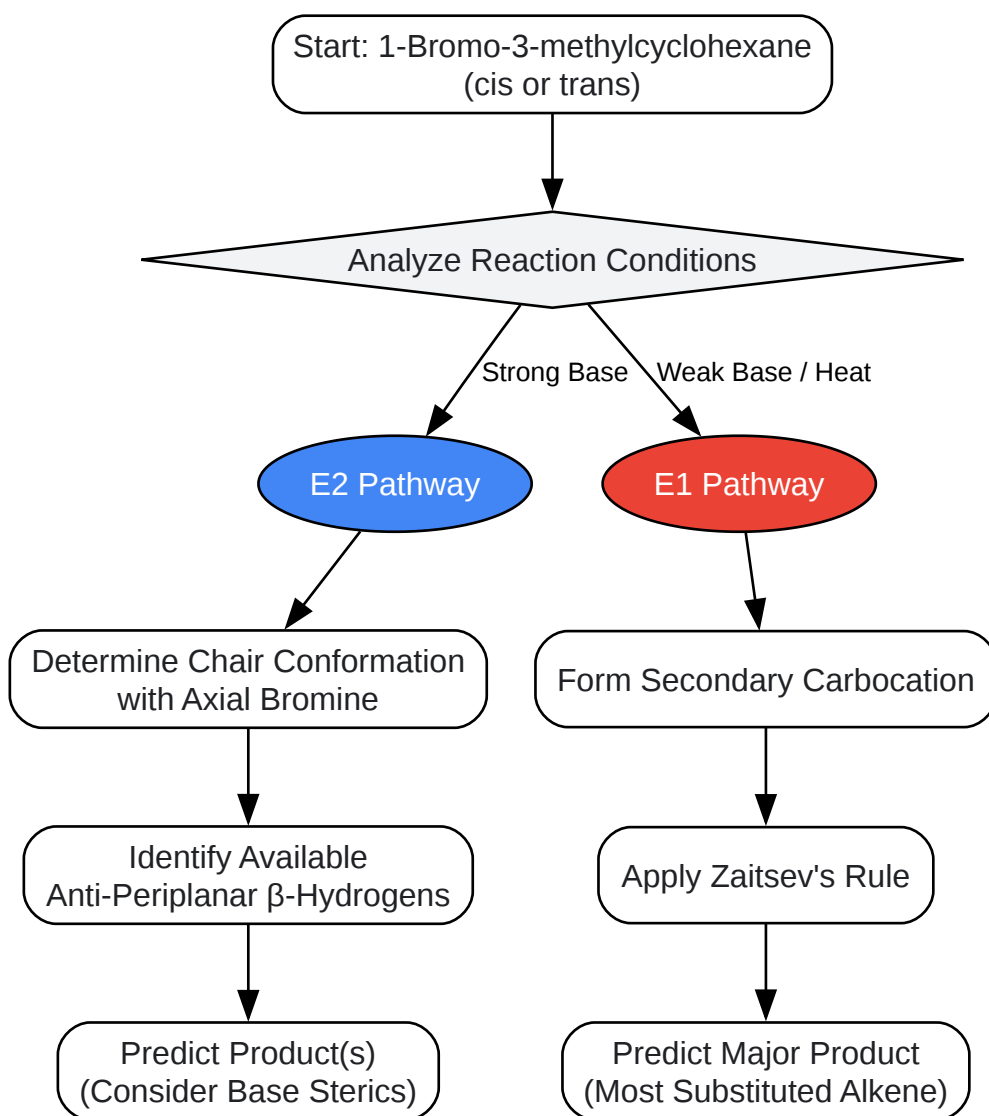 Start: 1-Bromo-3-methylcyclohexane
(cis or trans)
Analyze Reaction Conditions
Strong Base
Weak Base / Heat
E2 Pathway
E1 Pathway
Determine Chair Conformation
with Axial Bromine
Form Secondary Carbocation
Identify Available
Anti-Periplanar β-Hydrogens
Apply Zaitsev's Rule
Predict Product(s)
(Consider Base Sterics)
Predict Major Product
(Most Substituted Alkene)